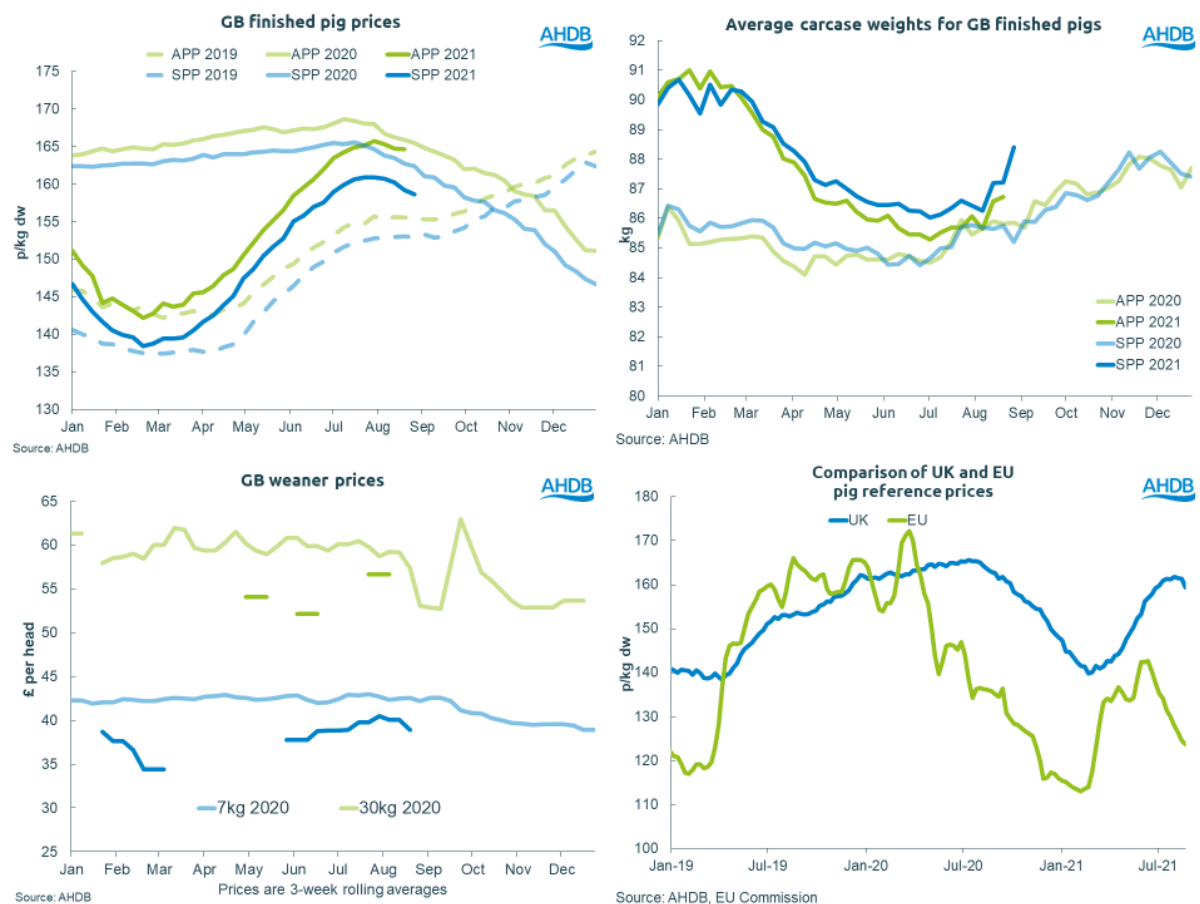 GB finished pig prices
AHDB
APP 2019
APP 2020
APP 2021
SPP 2019
SPP 2020
SPP 2021
175
170
165
160
155
150
145
140
135
130
p/kg dw
Jan Feb Mar Apr May Jun Jul Aug Sep Oct Nov Dec
Source: AHDB
Average carcase weights for GB finished pigs
AHDB
92
91
90
89
88
87
86
85
84
83
82
81
80
kg
APP 2020
APP 2021
SPP 2020
SPP 2021
Jan Feb Mar Apr May Jun Jul Aug Sep Oct Nov Dec
Source: AHDB
GB weaner prices
AHDB
65
60
55
50
45
40
35
30
25
£ per head
7kg 2020
30kg 2020
Jan Feb Mar Apr May Jun Jul Aug Sep Oct Nov Dec
Prices are 3-week rolling averages
Source: AHDB
Comparison of UK and EU
pig reference prices
AHDB
UK
EU
180
170
160
150
140
130
120
110
100
p/kg dw
Jan-19 Jul-19 Jan-20 Jul-20 Jan-21 Jul-21
Source: AHDB, EU Commission